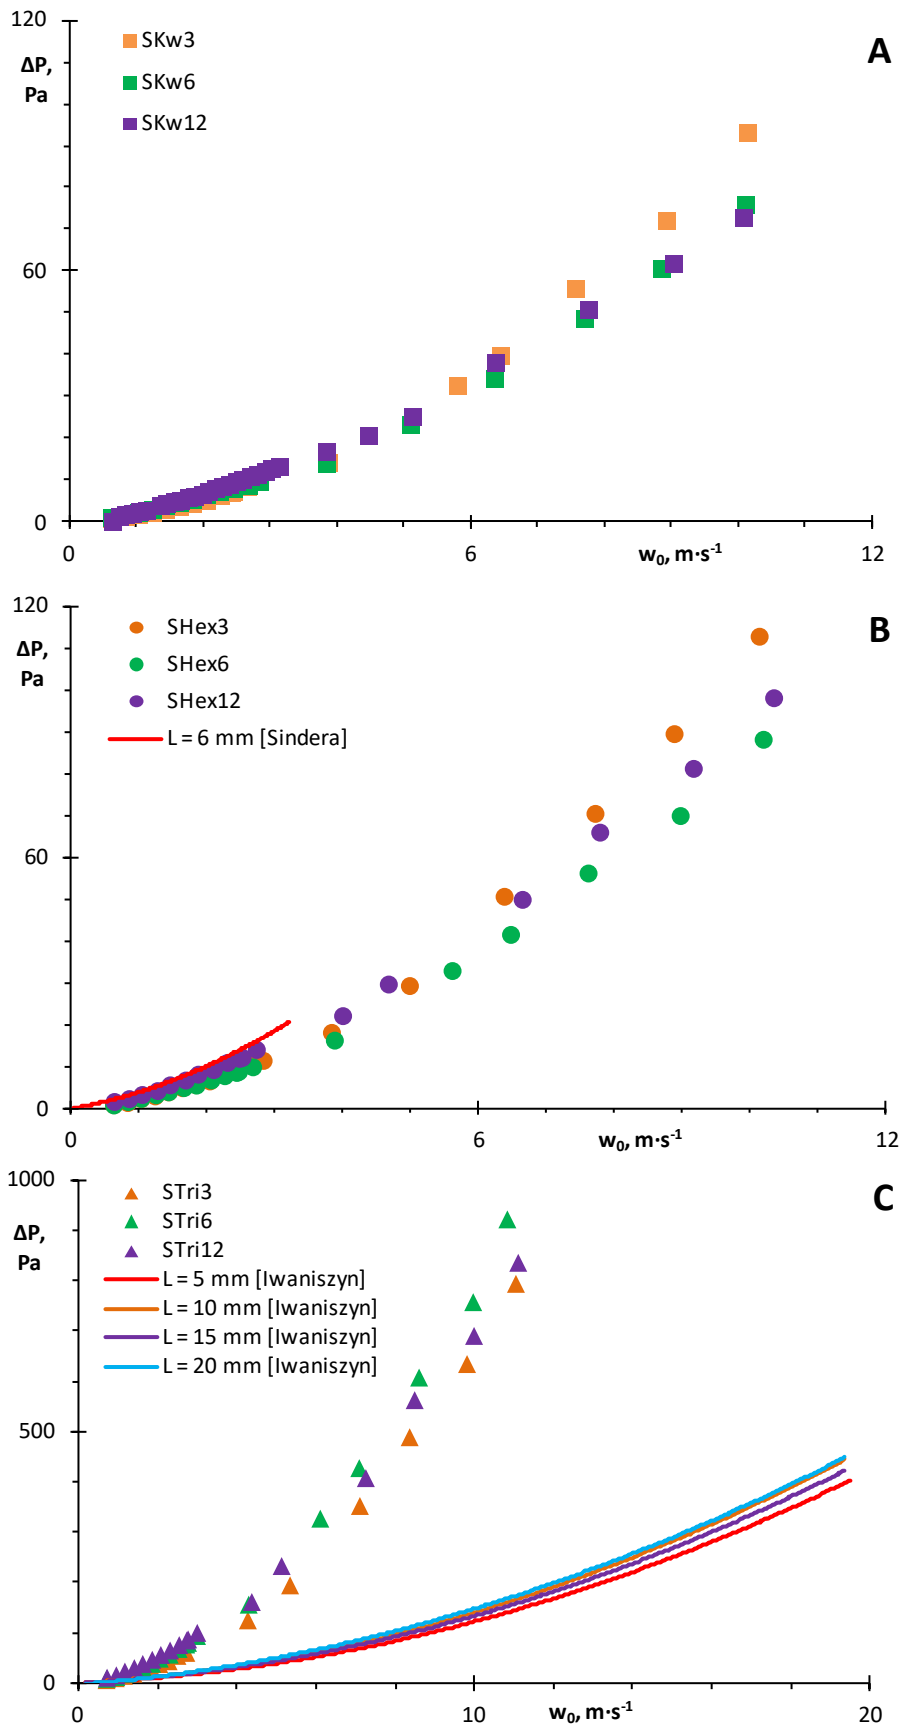 120
SKw3
A
ΔP,
Pa
SKw6
SKw12
60
0
0
6
w₀, m·s⁻¹
12
120
SHex3
B
ΔP,
Pa
SHex6
SHex12
L = 6 mm [Sindera]
60
0
0
6
w₀, m·s⁻¹
12
1000
STri3
C
ΔP,
Pa
STri6
STri12
L = 5 mm [Iwaniszyn]
L = 10 mm [Iwaniszyn]
L = 15 mm [Iwaniszyn]
L = 20 mm [Iwaniszyn]
500
0
0
10
w₀, m·s⁻¹
20